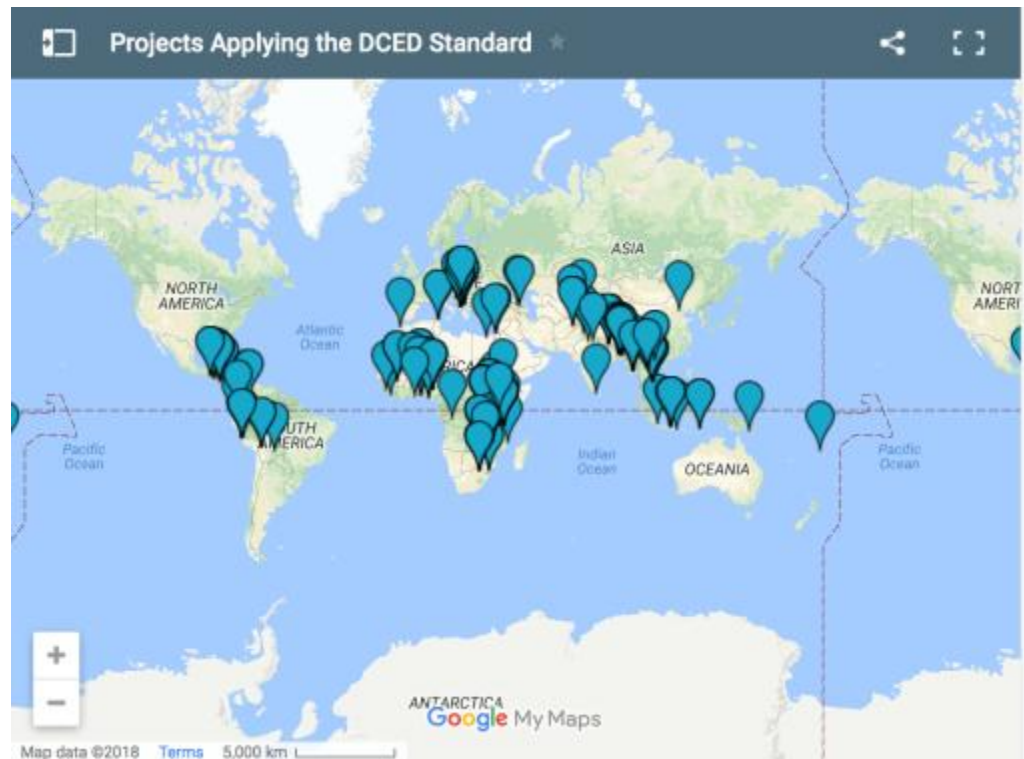 Projects Applying the DCED Standard
ASIA
NORTH
AMERICA
NORT
AMERI
Atlantic
Ocean
RICA
UTH
AMERICA
Pacific
Ocean
Indian
Ocean
OCEANIA
Pacific
Ocean
ANTARCTICA
Google My Maps
+
−
Map data ©2018 Terms 5,000 km